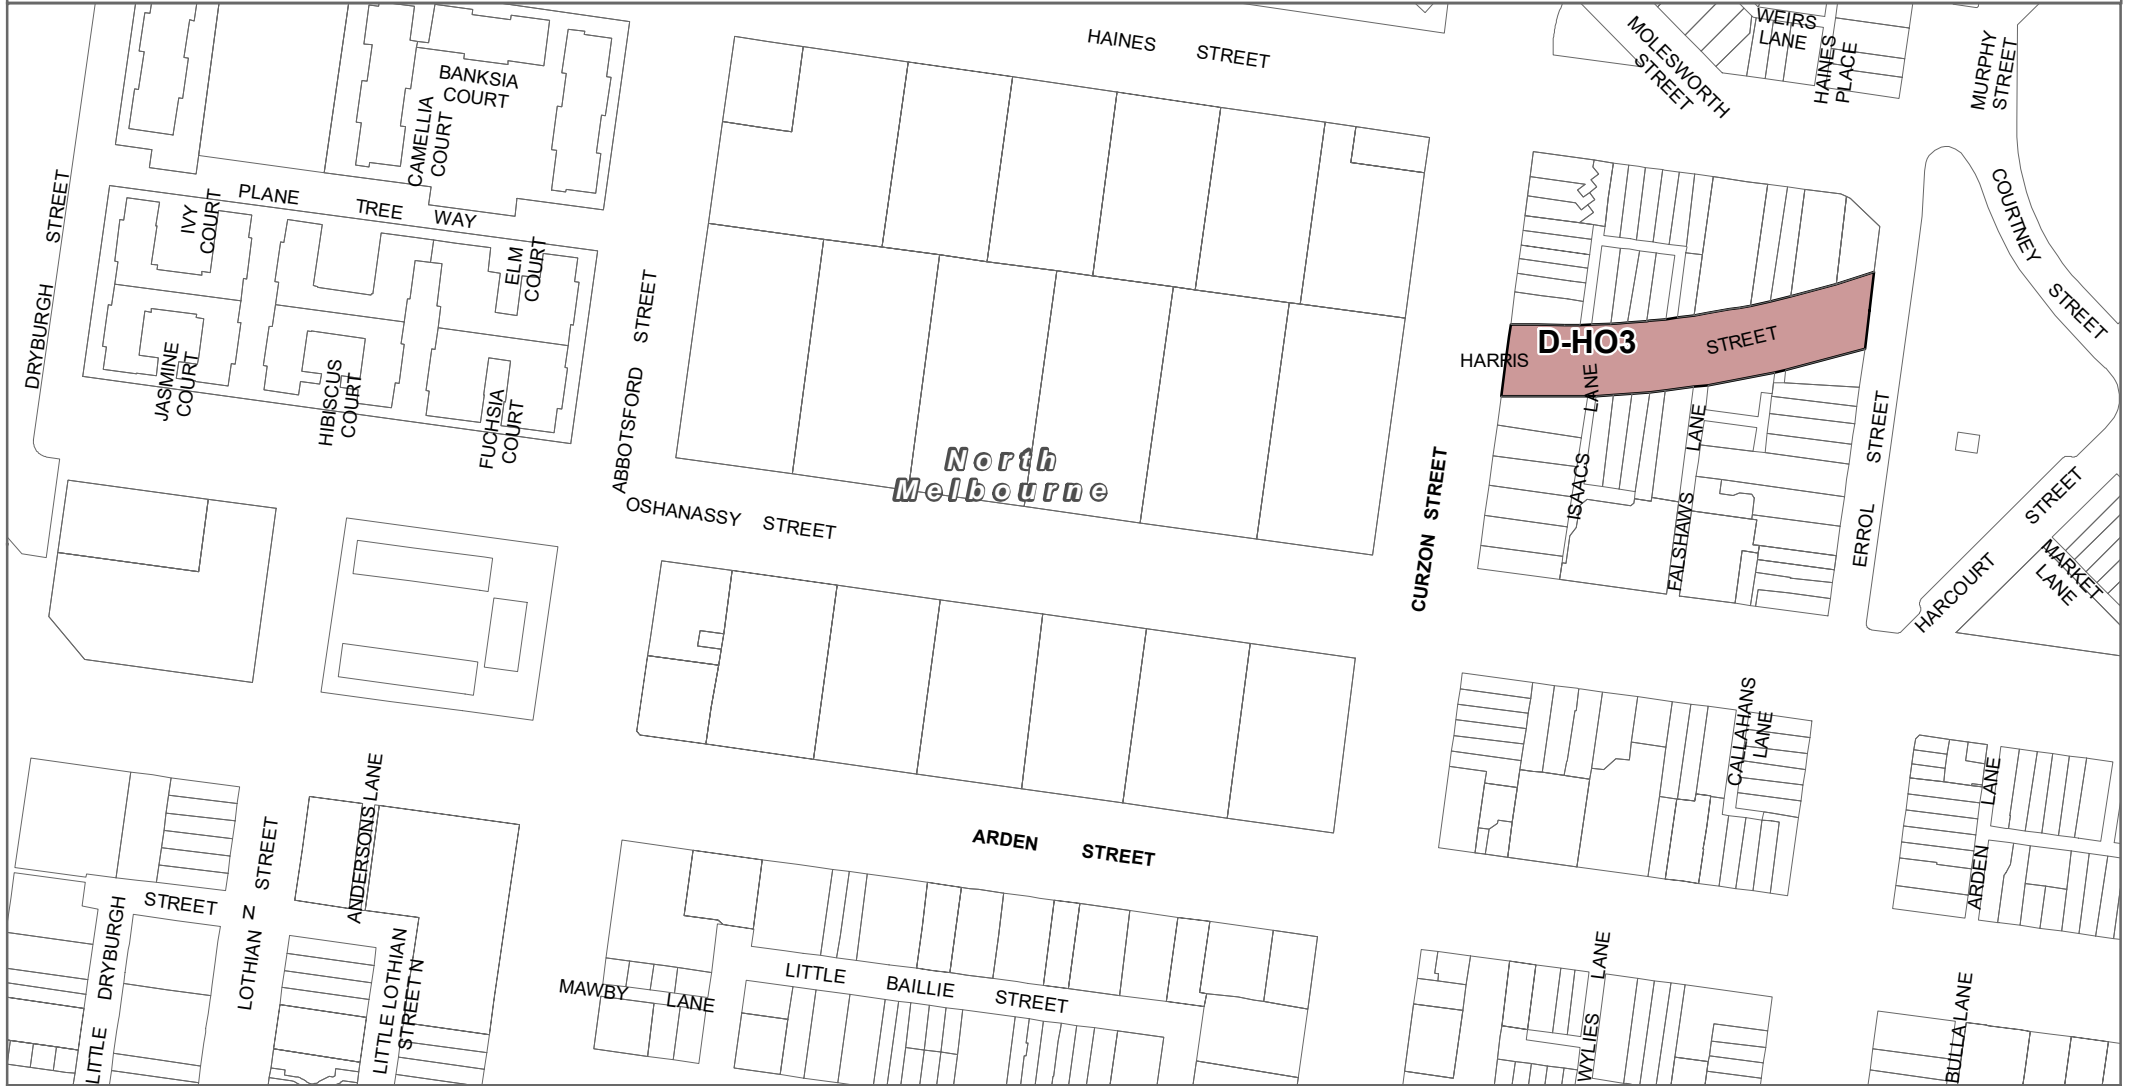 HAINES STREET
MOLESWORTH
STREET
WEIRS
LANE
HAINES
PLACE
MURPHY
STREET
BANKSIA
COURT
CAMELLIA
COURT
DRYBURGH STREET
PLANE TREE WAY
IVY
COURT
ELM
COURT
JASMINE
COURT
HIBISCUS
COURT
FUCHSIA
COURT
ABBOTSFORD STREET
OSHANASSY STREET
North
Melbourne
CURZON STREET
HARRIS STREET
D-HO3
ISAACS LANE
FALSHAWS LANE
ERROL STREET
COURTNEY STREET
HARCOURT STREET
MARKET
LANE
CALLAHANS
LANE
ARDEN STREET
ARDEN LANE
ANDERSONS LANE
STREET
LOTHIAN STREET N
LITTLE DRYBURGH
LITTLE LOTHIAN
STREET N
MAWBY LANE
LITTLE BAILLIE STREET
WYLIES LANE
BULLA LANE